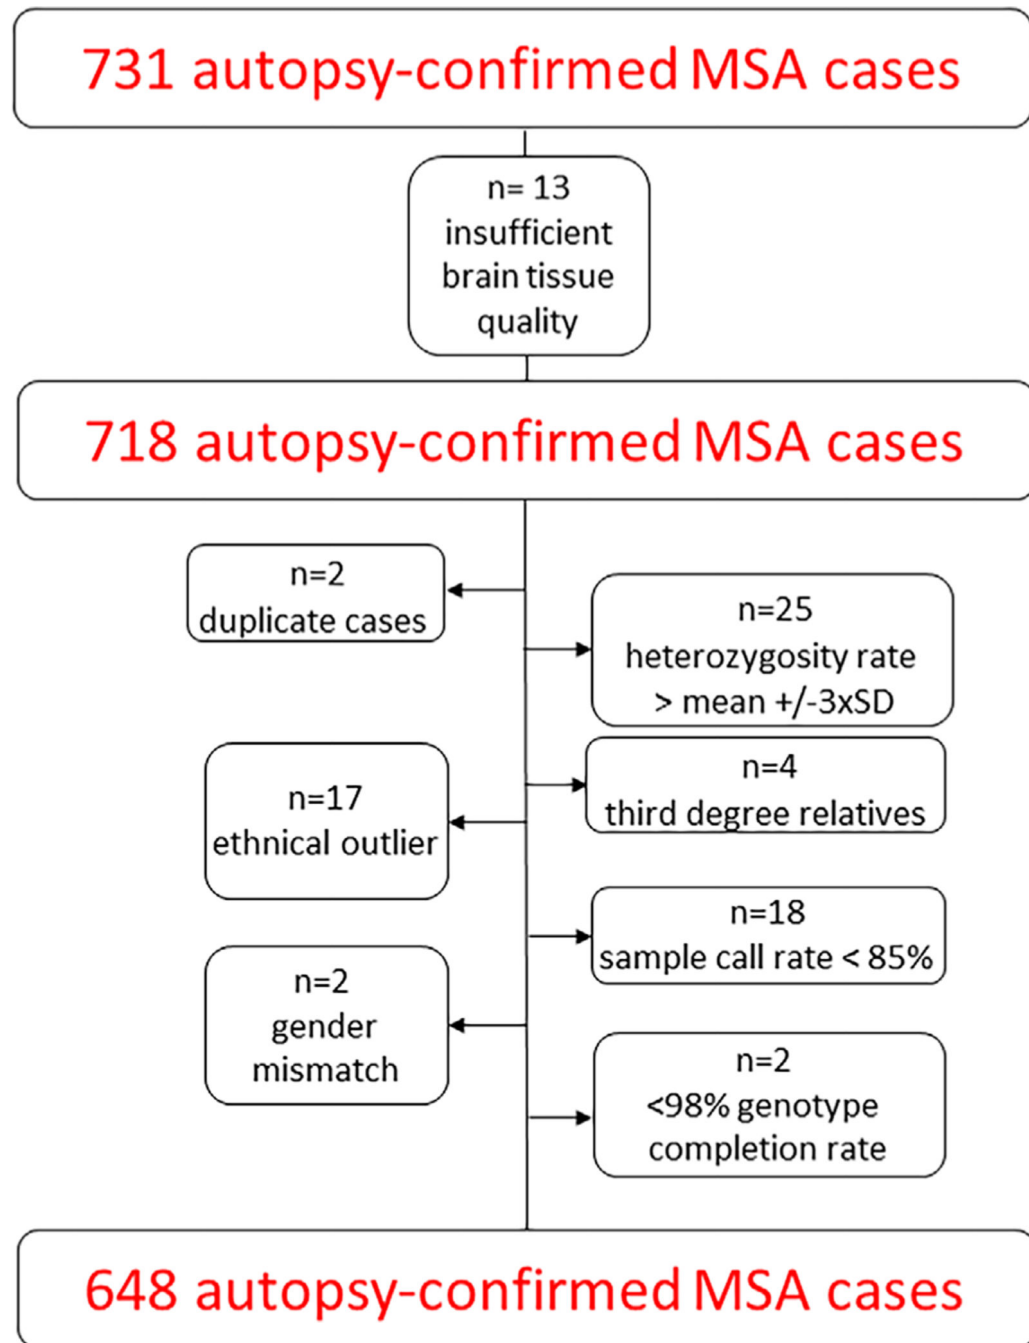 731 autopsy-confirmed MSA cases
n= 13
insufficient
brain tissue
quality
718 autopsy-confirmed MSA cases
n=2
duplicate cases
n=25
heterozygosity rate
> mean +/-3xSD
n=17
ethnical outlier
n=4
third degree relatives
n=18
sample call rate < 85%
n=2
gender
mismatch
n=2
<98% genotype
completion rate
648 autopsy-confirmed MSA cases